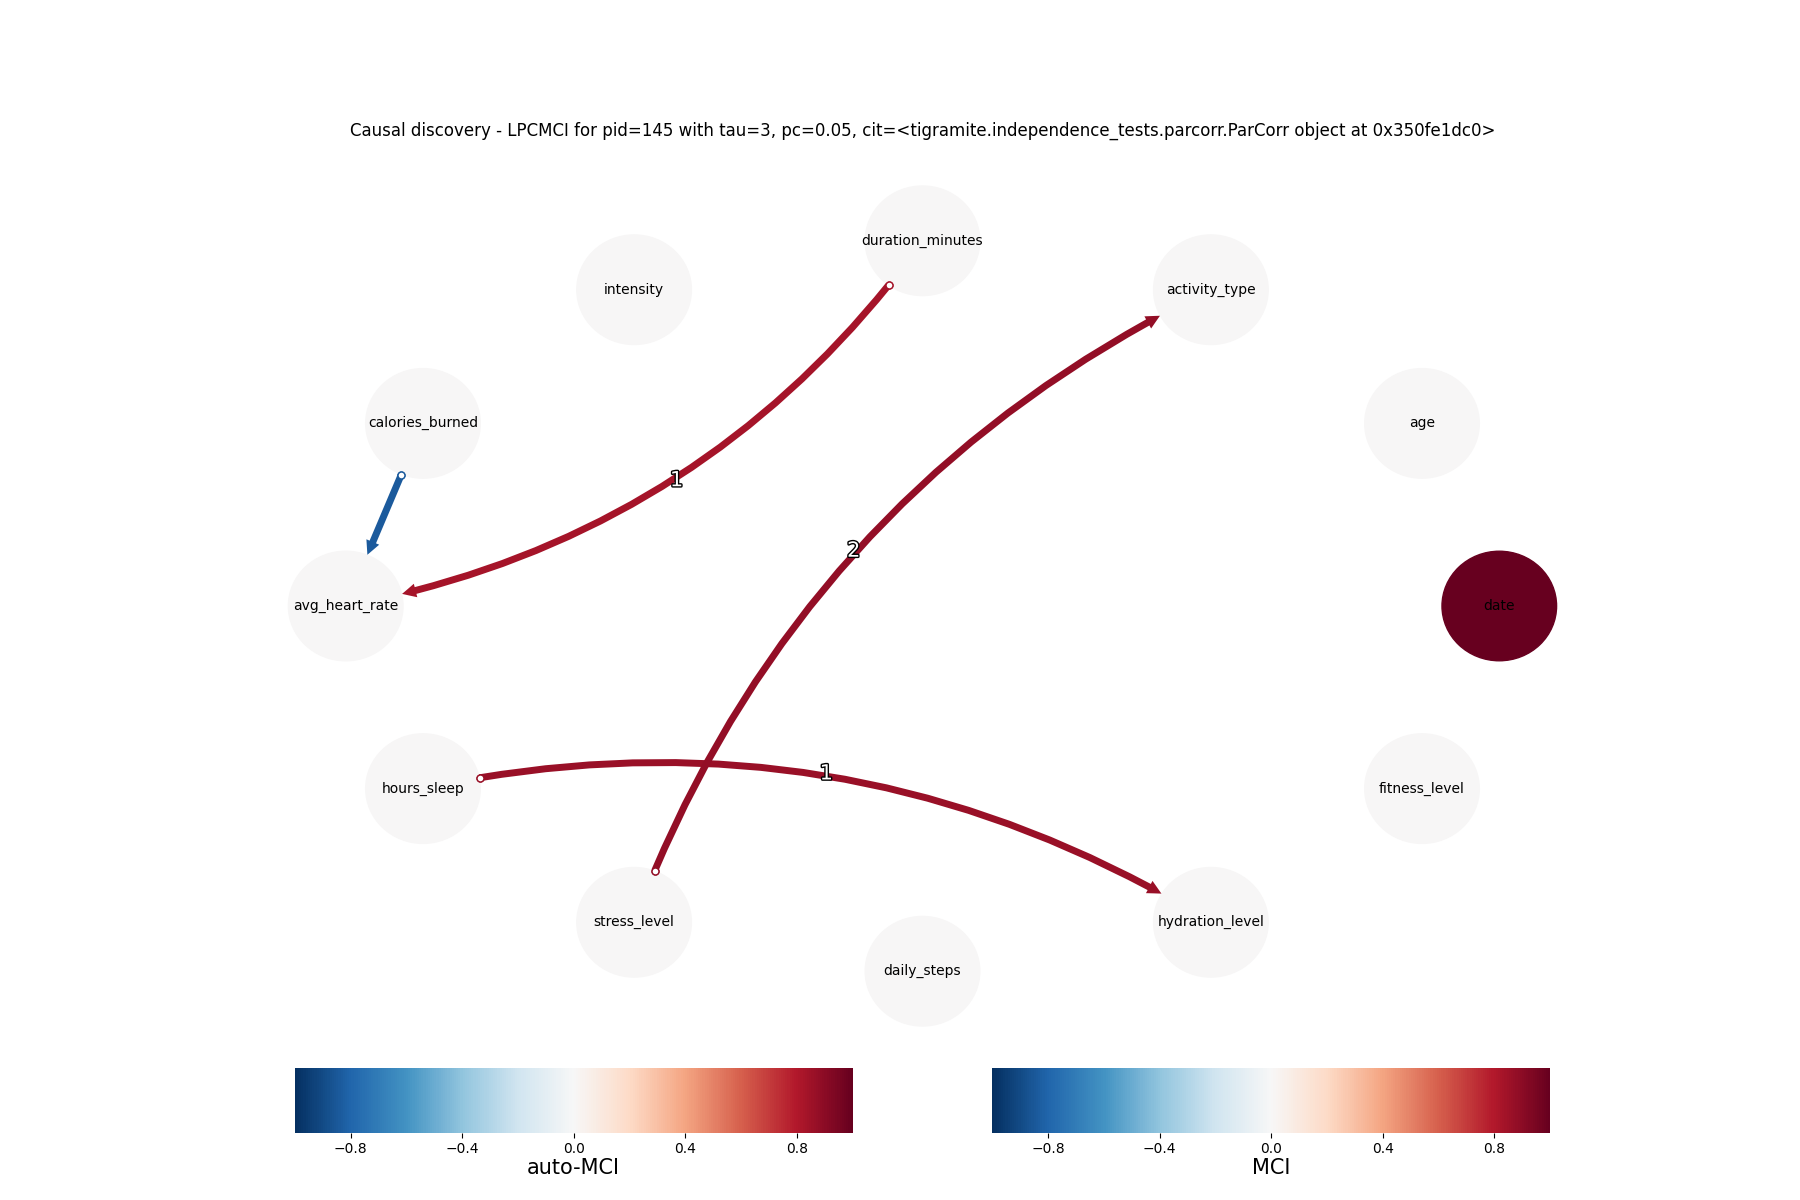 Causal discovery - LPCMCI for pid=145 with tau=3, pc=0.05, cit=<tigramite.independence_tests.parcorr.ParCorr object at 0x350fe1dc0>
duration_minutes
intensity
activity_type
calories_burned
age
1
2
avg_heart_rate
date
1
hours_sleep
fitness_level
stress_level
hydration_level
daily_steps
−0.8 −0.4 0.0 0.4 0.8
auto-MCI
−0.8 −0.4 0.0 0.4 0.8
MCI